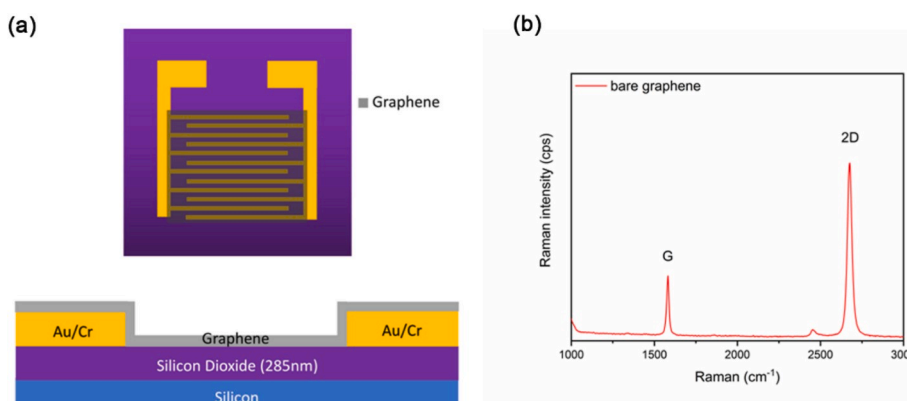 (a)
Graphene
Au/Cr
Graphene
Au/Cr
Silicon Dioxide (285nm)
Silicon
(b)
bare graphene
2D
G
Raman intensity (cps)
1000
1500
2000
2500
300
Raman (cm⁻¹)